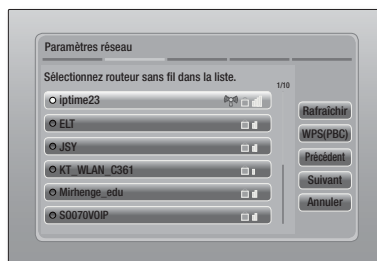 Paramètres réseau
Sélectionnez routeur sans fil dans la liste.
1/10
iptime23
ELT
JSY
KT_WLAN_C361
Mirhenge_edu
SO070VOIP
Rafraîchir
WPS(PBC)
Précédent
Suivant
Annuler